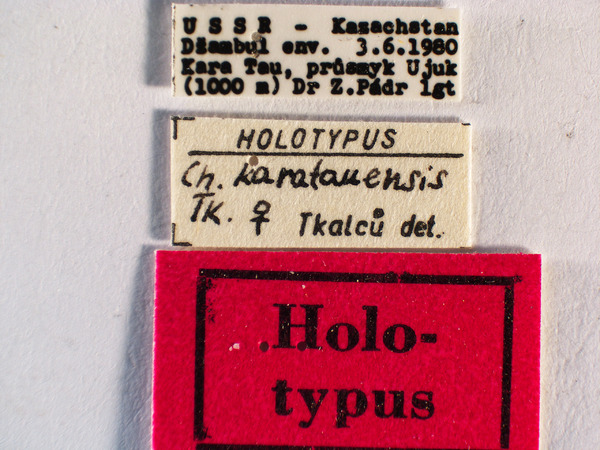 USSR - Kazachstan
Džambul env. 3.6.1980
Kara Tau, průsmyk Ujuk
(1000 m) Dr Z.Pádr lgt
HOLOTYPUS
Ch. karatauensis
Tk. ♀ Tkalců det.
Holo-
typus